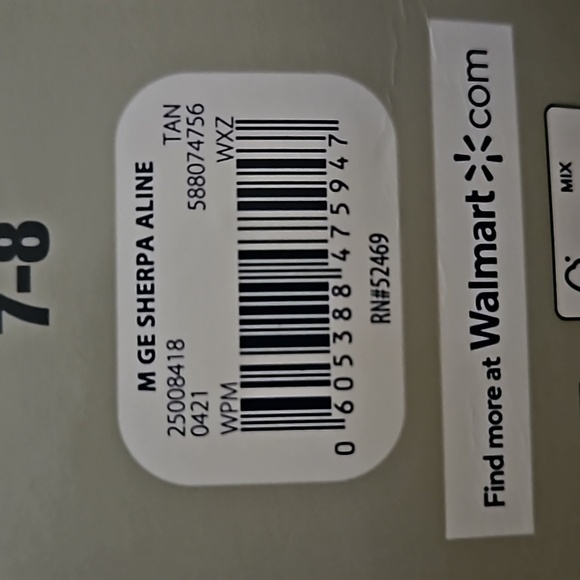 7-8
M GE SHERPA ALINE
25008418 TAN
0421 588074756
WPM WXZ
0 605388 475947
RN#52469
Find more at Walmart com
MIX